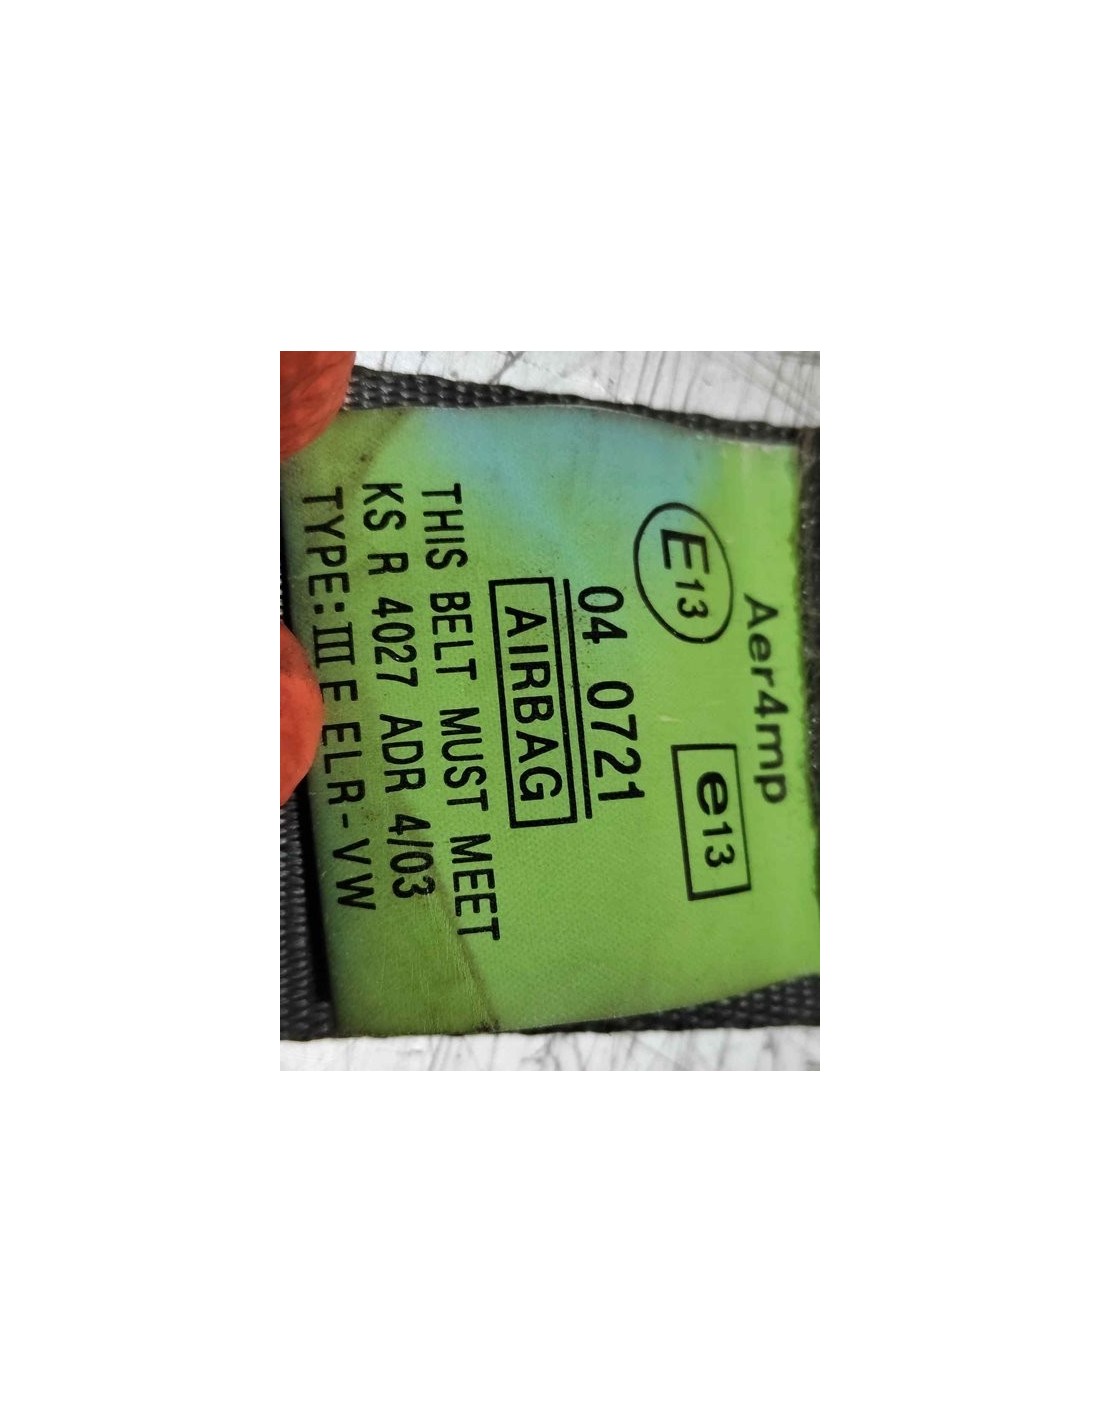 Aer4mp
E13 e13
04 0721
AIRBAG
THIS BELT MUST MEET
KS R 4027 ADR 4/03
TYPE:III E ELR-VW